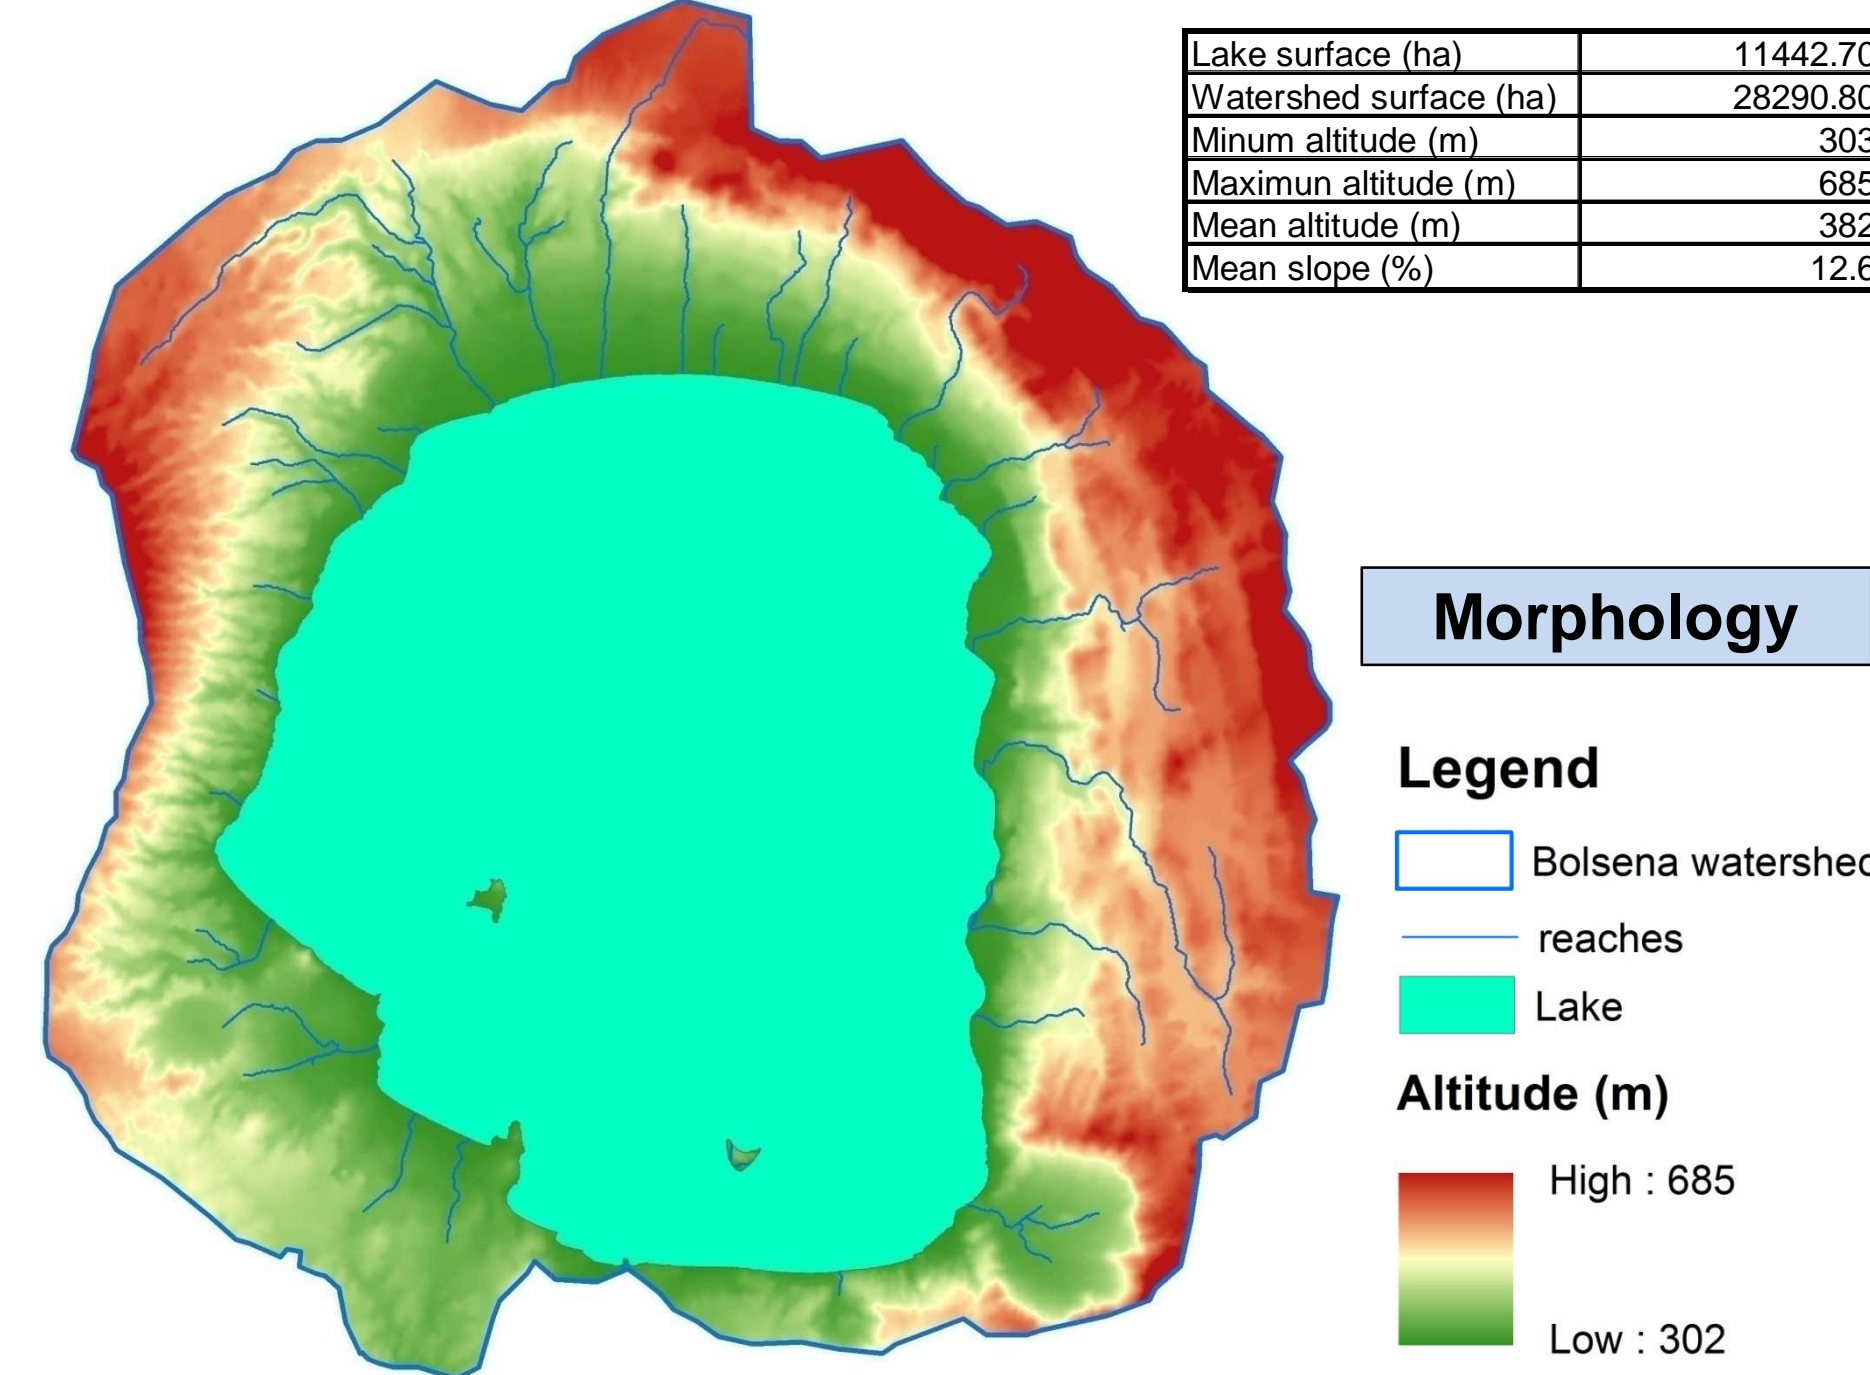 Lake surface (ha) 11442.70
Watershed surface (ha) 28290.80
Minum altitude (m) 303
Maximun altitude (m) 685
Mean altitude (m) 382
Mean slope (%) 12.6
Morphology
Legend
Bolsena watershed
reaches
Lake
Altitude (m)
High : 685
Low : 302